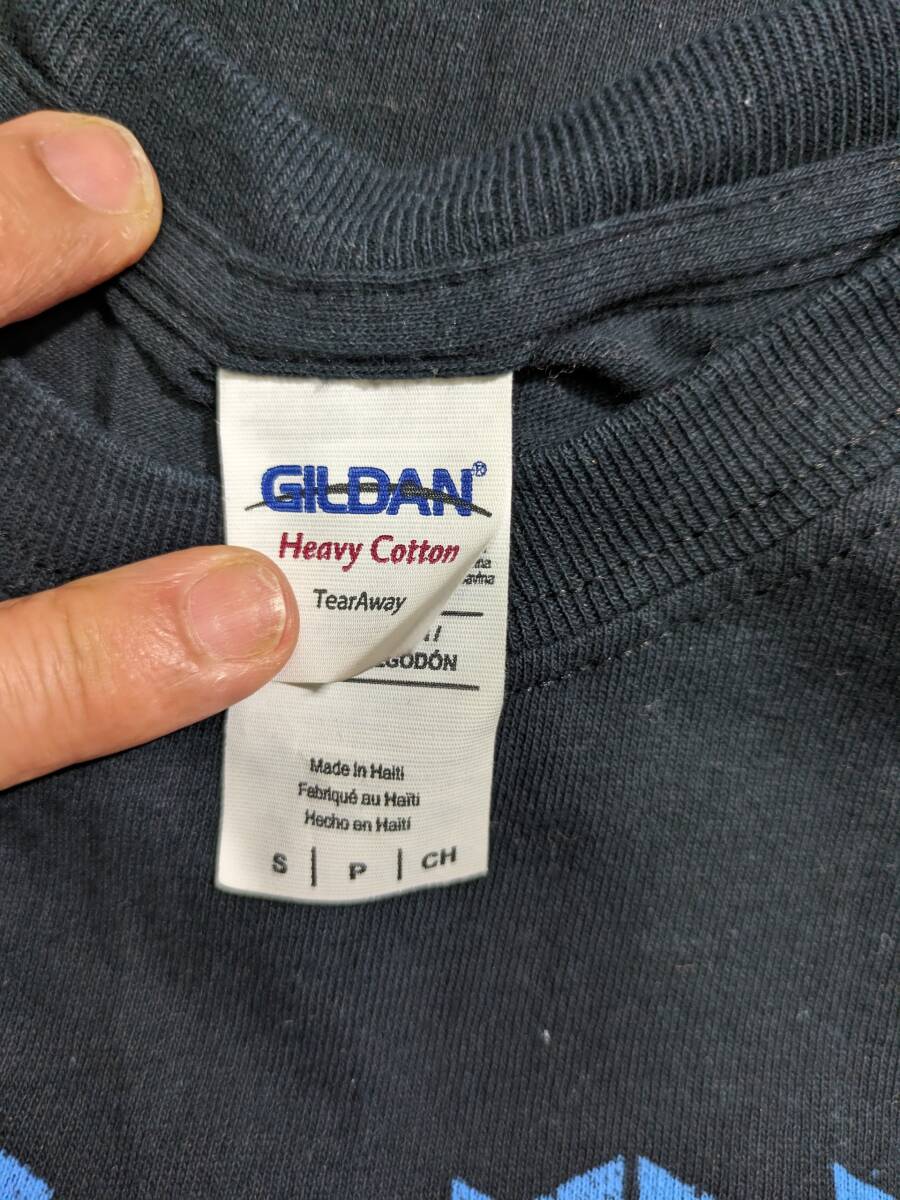 GILDAN®
Heavy Cotton
TearAway
Made in Haiti
Fabriqué au Haïti
Hecho en Haití
S | P | CH